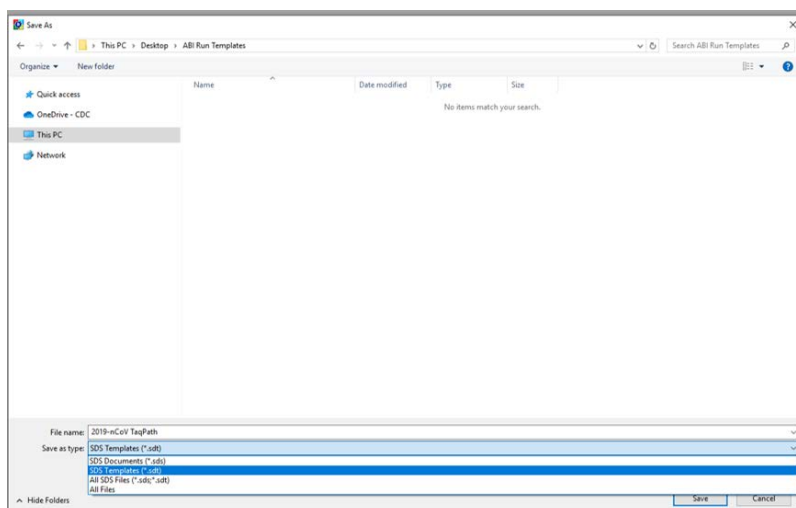 Save As
This PC > Desktop > ABI Run Templates
Search ABI Run Templates
Organize
New folder
Name
Date modified
Type
Size
No items match your search.
Quick access
OneDrive - CDC
This PC
Network
File name: 2019-nCoV TaqPath
Save as type: SDS Templates (*.sdt)
SDS Documents (*.sds)
SDS Templates (*.sdt)
All SDS Files (*.sds;*.sdt)
All Files
Hide Folders
Save
Cancel